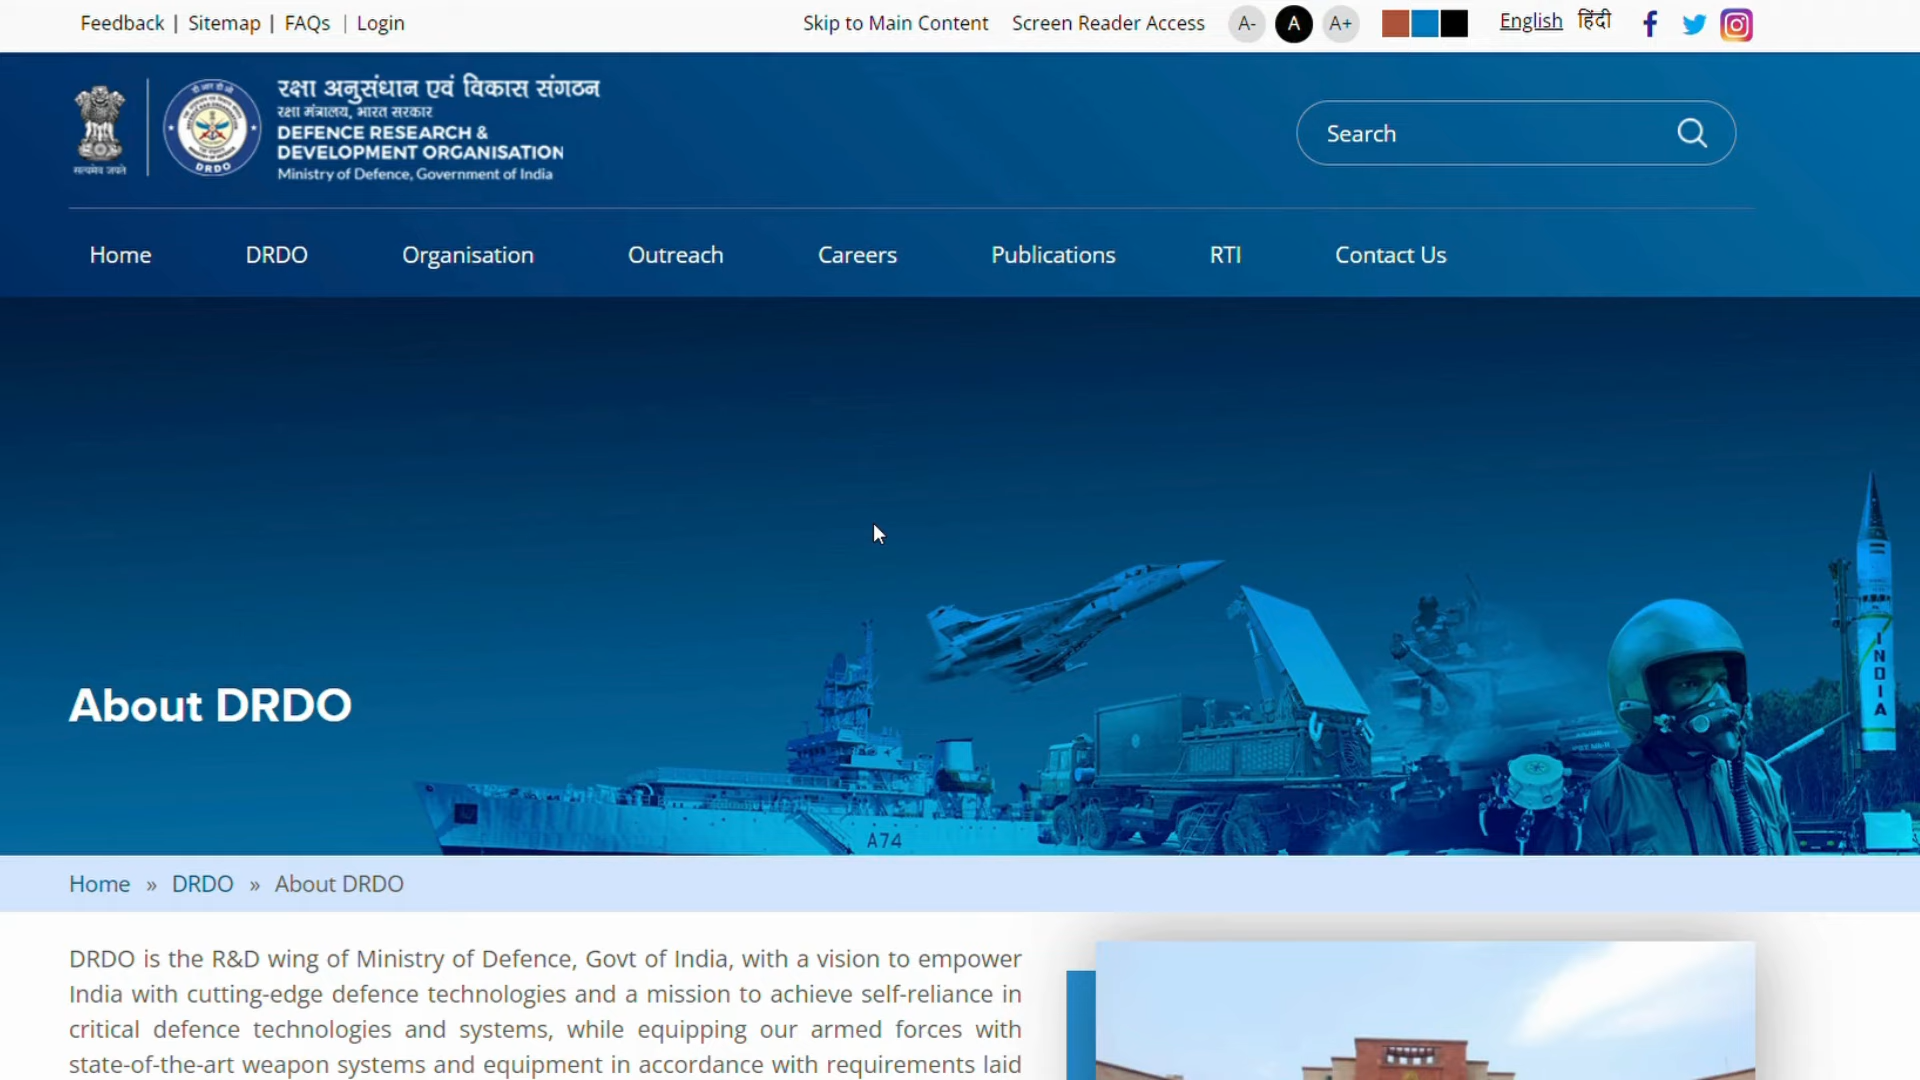 Feedback | Sitemap | FAQs | Login
Skip to Main Content Screen Reader Access A- A A+ English हिंदी
रक्षा अनुसंधान एवं विकास संगठन
रक्षा मंत्रालय, भारत सरकार
DEFENCE RESEARCH &
DEVELOPMENT ORGANISATION
Ministry of Defence, Government of India
सत्यमेव जयते
DRDO
Search
Home DRDO Organisation Outreach Careers Publications RTI Contact Us
INDIA
About DRDO
A74
Home » DRDO » About DRDO
DRDO is the R&D wing of Ministry of Defence, Govt of India, with a vision to empower
India with cutting-edge defence technologies and a mission to achieve self-reliance in
critical defence technologies and systems, while equipping our armed forces with
state-of-the-art weapon systems and equipment in accordance with requirements laid